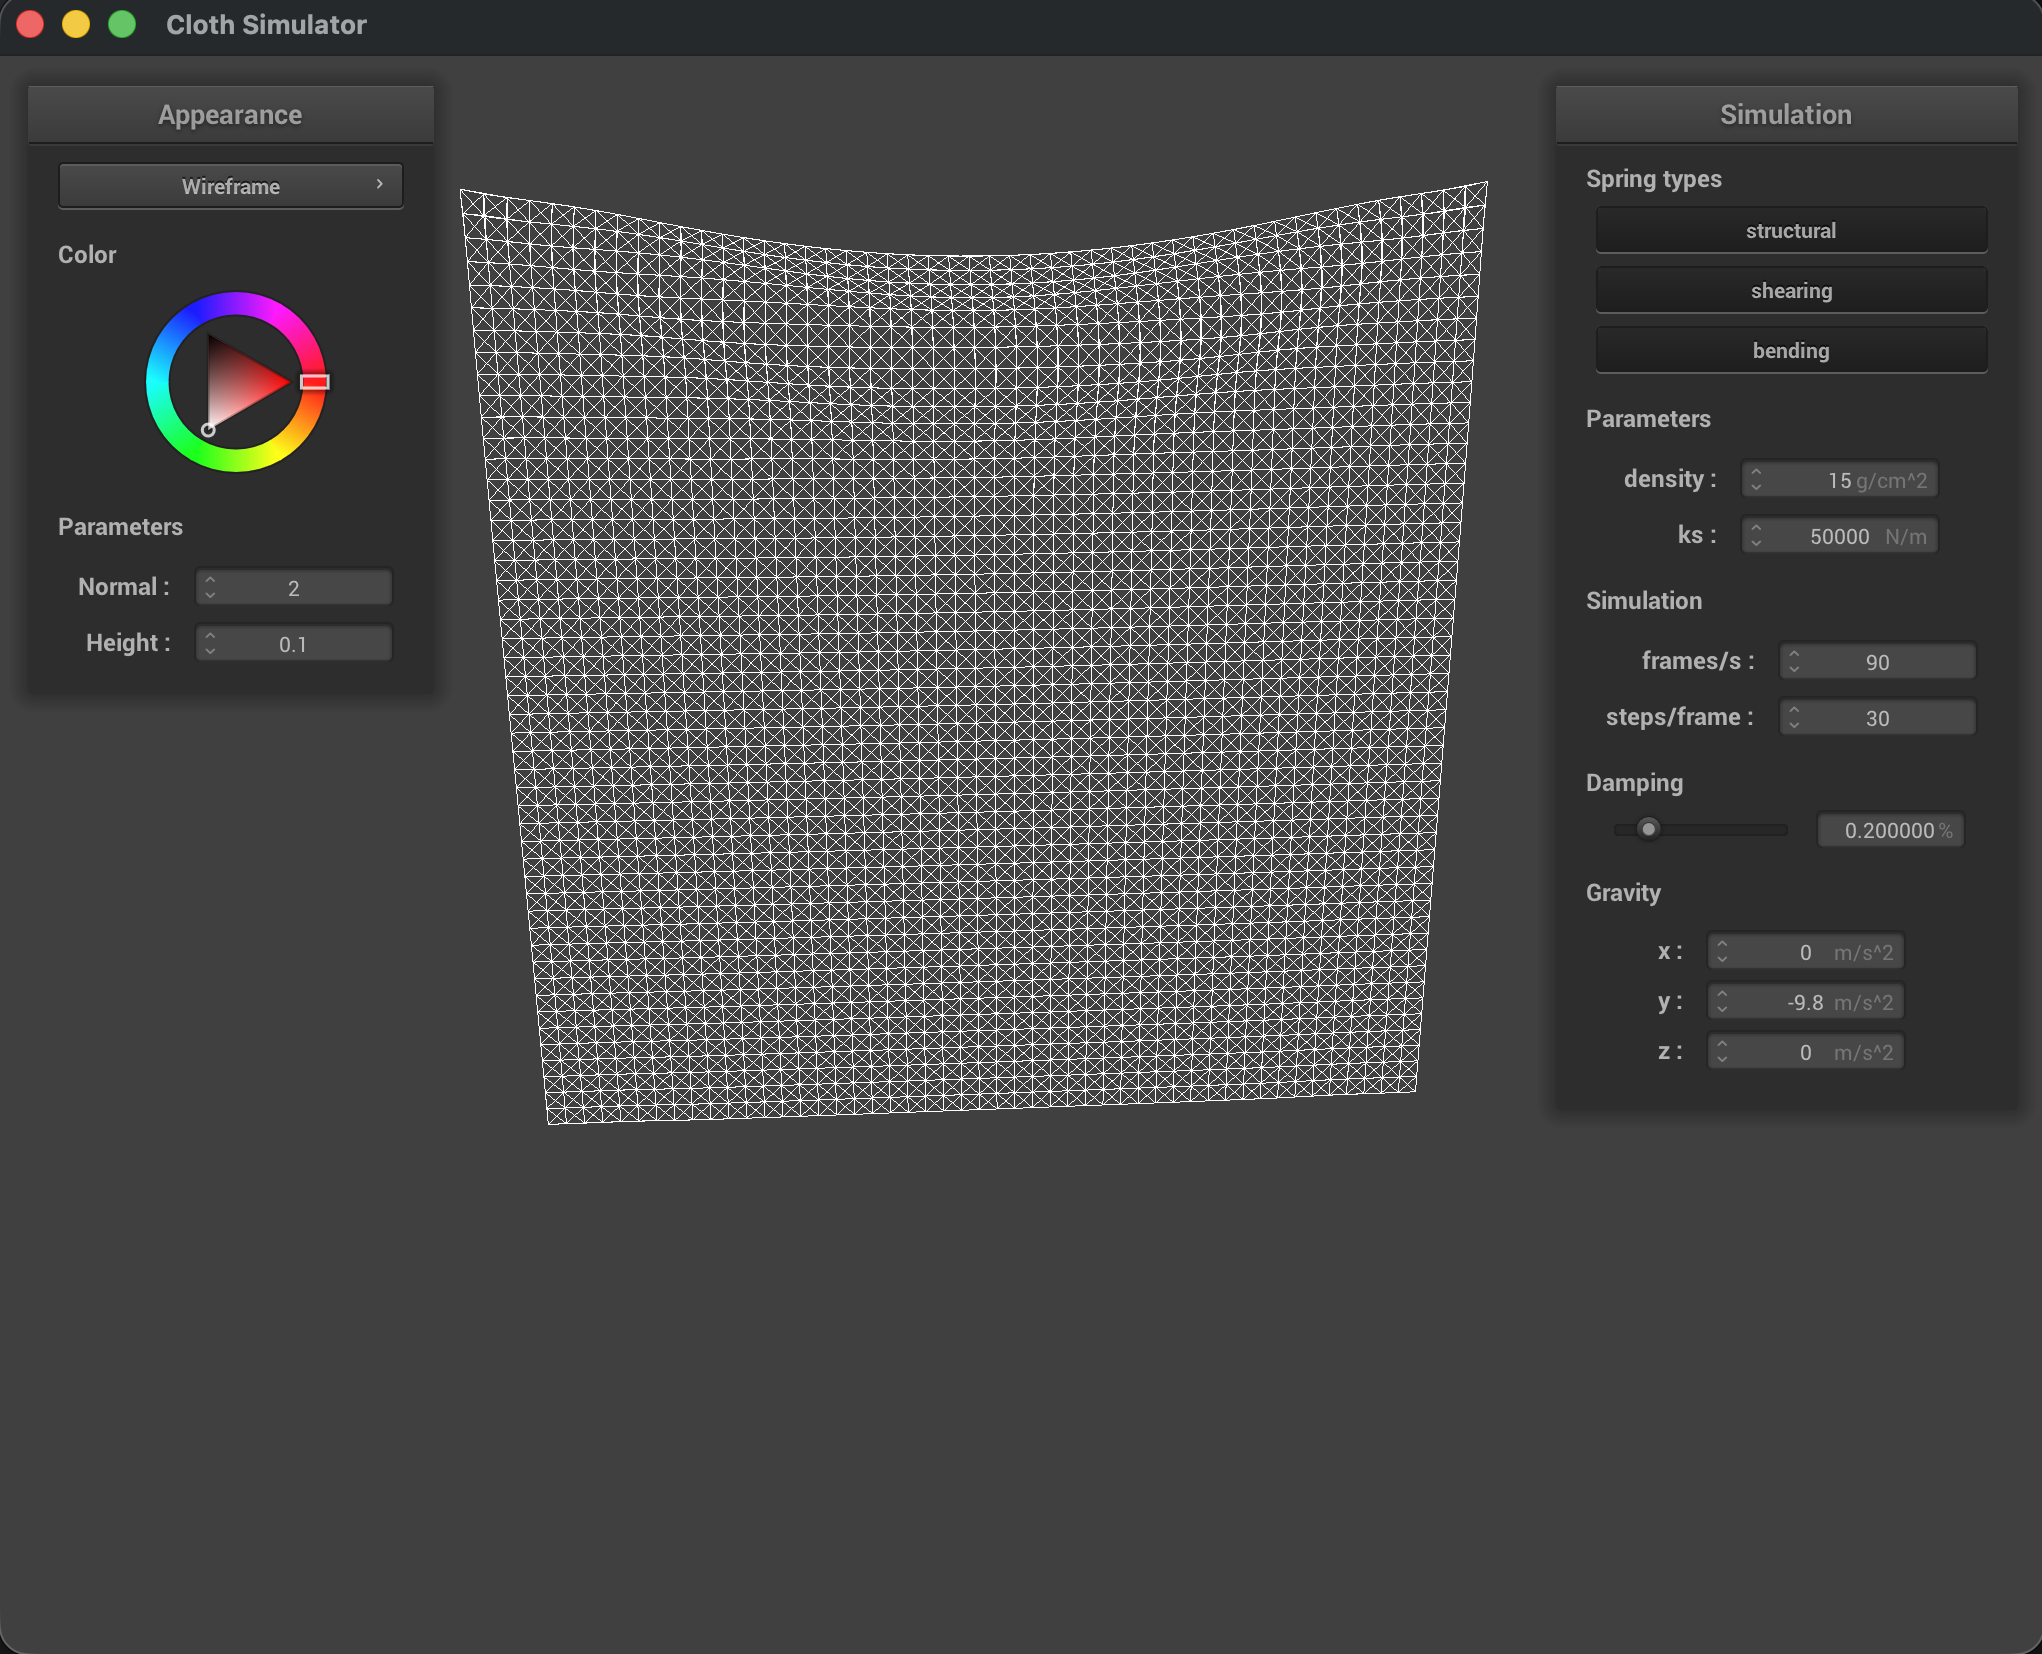 Cloth Simulator
Appearance
Wireframe
Color
Parameters
Normal : 2
Height : 0.1
Simulation
Spring types
structural
shearing
bending
Parameters
density : 15 g/cm^2
ks : 50000 N/m
Simulation
frames/s : 90
steps/frame : 30
Damping
0.200000 %
Gravity
x : 0 m/s^2
y : -9.8 m/s^2
z : 0 m/s^2